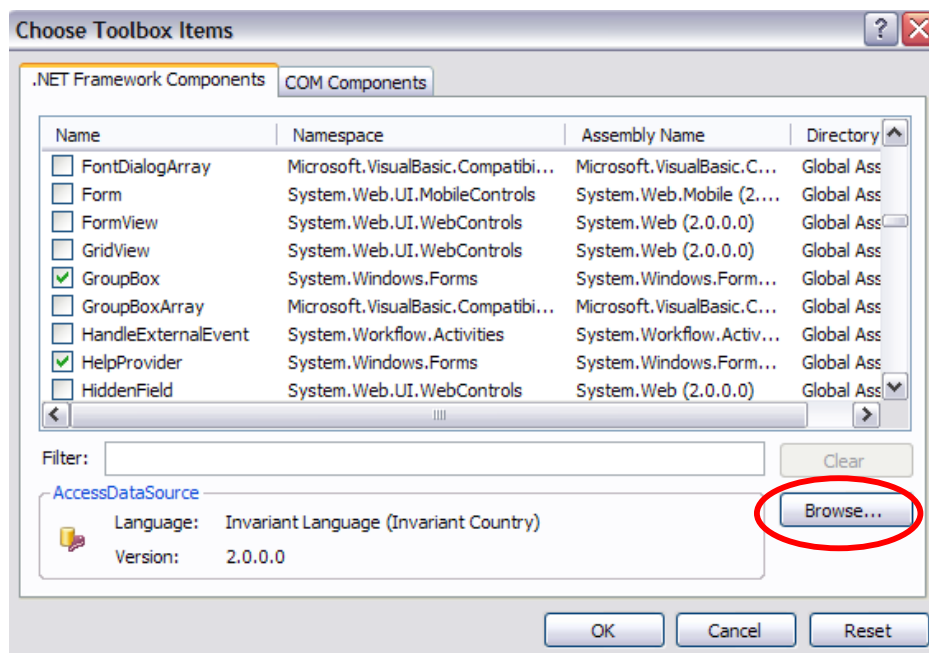 Choose Toolbox Items
.NET Framework Components COM Components
Name Namespace Assembly Name Directory
FontDialogArray Microsoft.VisualBasic.Compatibi... Microsoft.VisualBasic.C... Global Ass
Form System.Web.UI.MobileControls System.Web.Mobile (2.... Global Ass
FormView System.Web.UI.WebControls System.Web (2.0.0.0) Global Ass
GridView System.Web.UI.WebControls System.Web (2.0.0.0) Global Ass
GroupBox System.Windows.Forms System.Windows.Form... Global Ass
GroupBoxArray Microsoft.VisualBasic.Compatibi... Microsoft.VisualBasic.C... Global Ass
HandleExternalEvent System.Workflow.Activities System.Workflow.Activ... Global Ass
HelpProvider System.Windows.Forms System.Windows.Form... Global Ass
HiddenField System.Web.UI.WebControls System.Web (2.0.0.0) Global Ass
Filter: Clear
AccessDataSource
Browse...
Language: Invariant Language (Invariant Country)
Version: 2.0.0.0
OK Cancel Reset